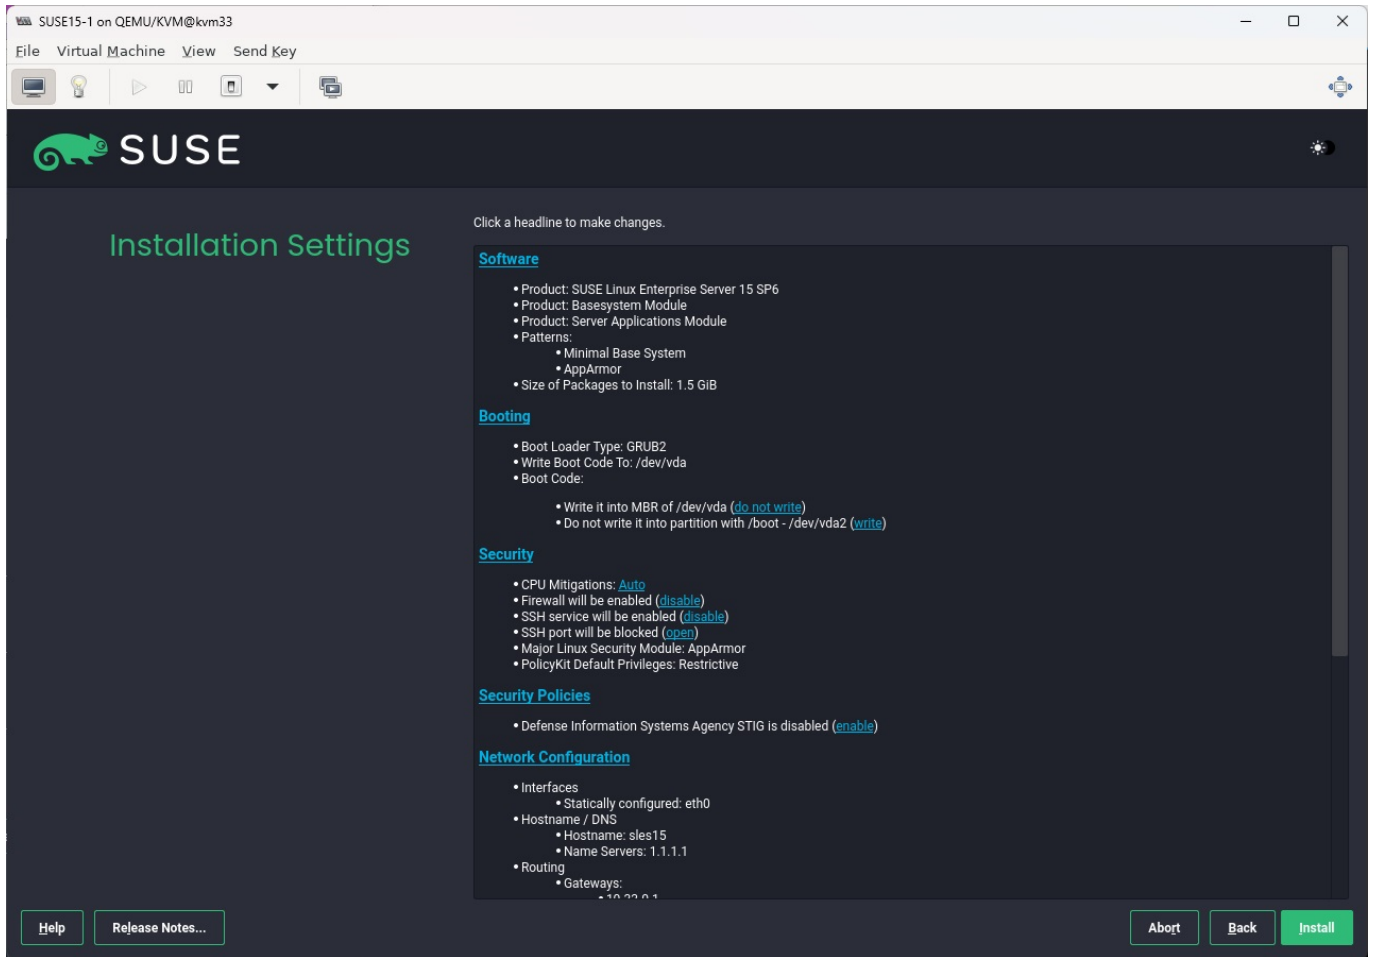 SUSE15-1 on QEMU/KVM@kvm33
File Virtual Machine View Send Key
SUSE
Installation Settings
Click a headline to make changes.
Software
• Product: SUSE Linux Enterprise Server 15 SP6
• Product: Basesystem Module
• Product: Server Applications Module
• Patterns:
• Minimal Base System
• AppArmor
• Size of Packages to Install: 1.5 GiB
Booting
• Boot Loader Type: GRUB2
• Write Boot Code To: /dev/vda
• Boot Code:
• Write it into MBR of /dev/vda (do not write)
• Do not write it into partition with /boot - /dev/vda2 (write)
Security
• CPU Mitigations: Auto
• Firewall will be enabled (disable)
• SSH service will be enabled (disable)
• SSH port will be blocked (open)
• Major Linux Security Module: AppArmor
• PolicyKit Default Privileges: Restrictive
Security Policies
• Defense Information Systems Agency STIG is disabled (enable)
Network Configuration
• Interfaces
• Statically configured: eth0
• Hostname / DNS
• Hostname: sles15
• Name Servers: 1.1.1.1
• Routing
• Gateways:
Help Release Notes... Abort Back Install